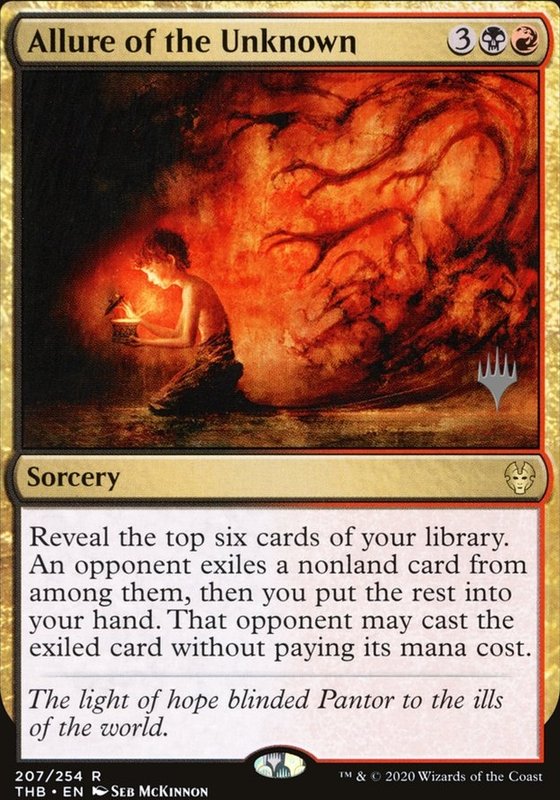 Allure of the Unknown 3
Sorcery
Reveal the top six cards of your library.
An opponent exiles a nonland card from
among them, then you put the rest into
your hand. That opponent may cast the
exiled card without paying its mana cost.
The light of hope blinded Pantor to the ills
of the world.
207/254 R
THB • EN Seb McKinnon
™ & © 2020 Wizards of the Coast